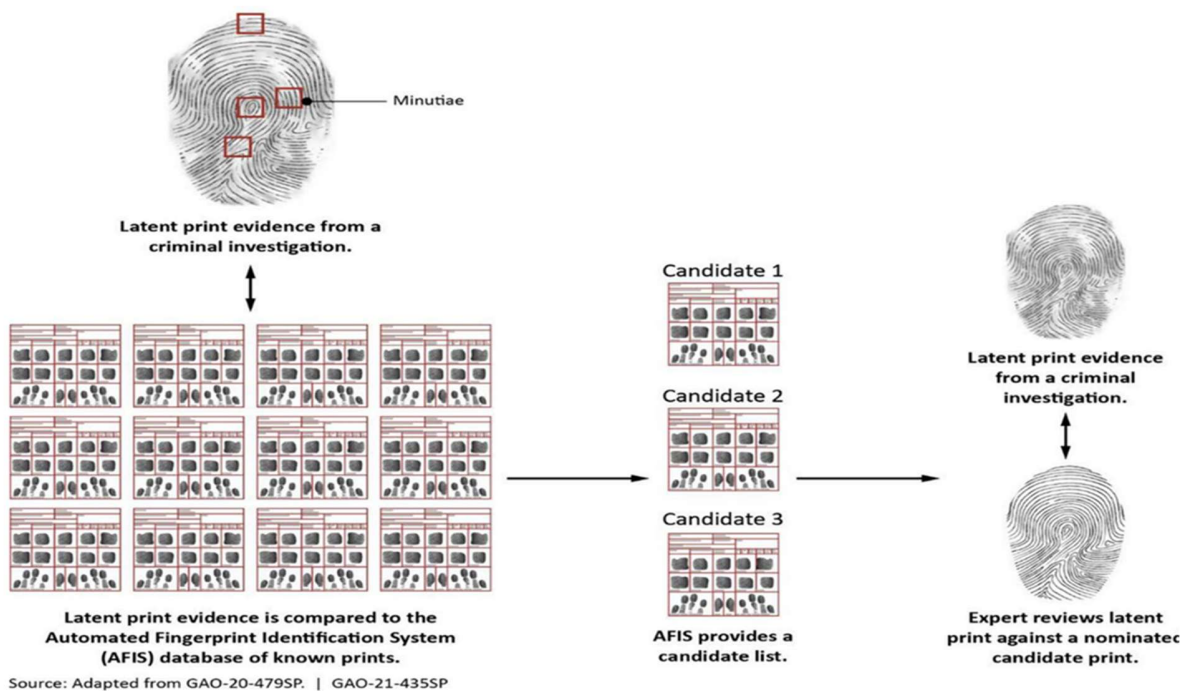 Minutiae
Latent print evidence from a
criminal investigation.
Latent print evidence is compared to the
Automated Fingerprint Identification System
(AFIS) database of known prints.
Source: Adapted from GAO-20-479SP. | GAO-21-435SP
Candidate 1
Candidate 2
Candidate 3
AFIS provides a
candidate list.
Latent print evidence
from a criminal
investigation.
Expert reviews latent
print against a nominated
candidate print.